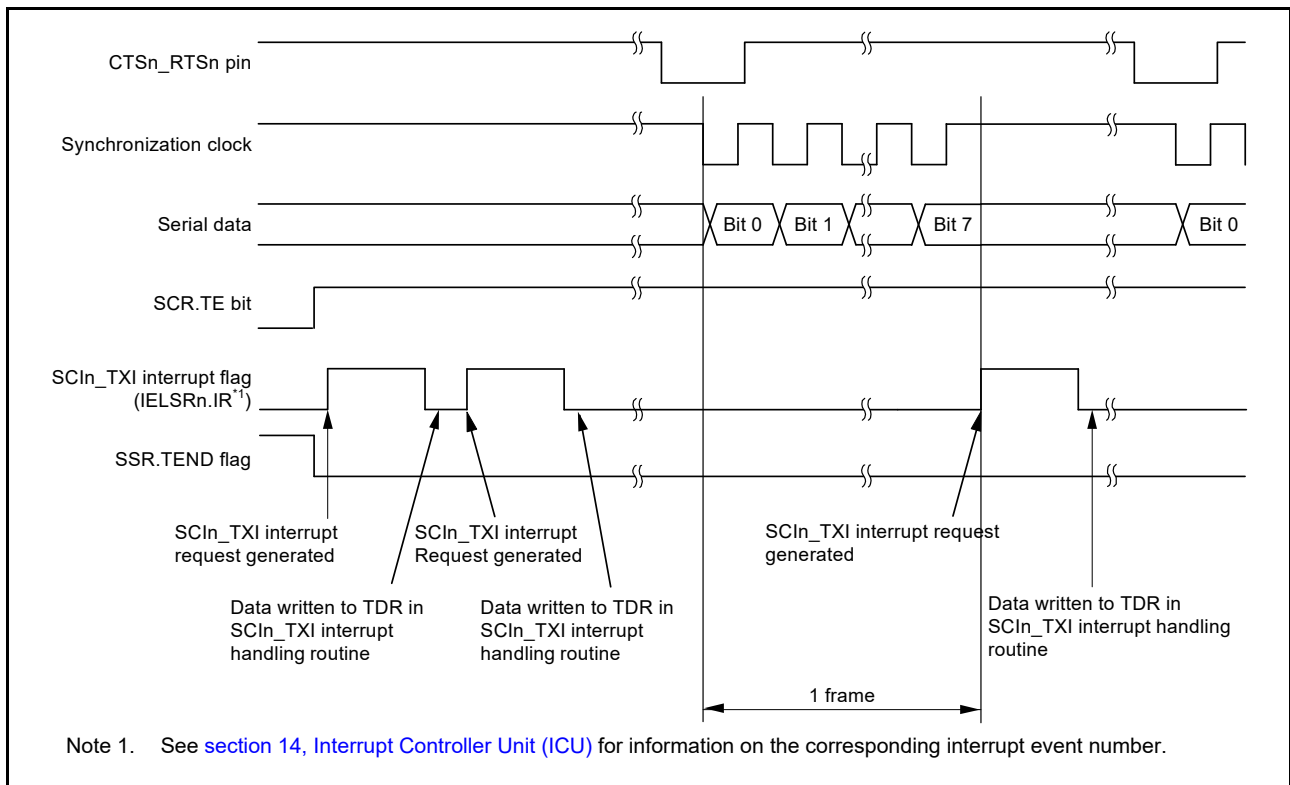 CTSn_RTSn pin
Synchronization clock
Serial data
Bit 0
Bit 1
Bit 7
Bit 0
SCR.TE bit
SCIn_TXI interrupt flag
(IELSRn.IR*1)
SSR.TEND flag
SCIn_TXI interrupt
request generated
SCIn_TXI interrupt
Request generated
SCIn_TXI interrupt request
generated
Data written to TDR in
SCIn_TXI interrupt
handling routine
Data written to TDR in
SCIn_TXI interrupt
handling routine
Data written to TDR in
SCIn_TXI interrupt handling
routine
1 frame
Note 1. See section 14, Interrupt Controller Unit (ICU) for information on the corresponding interrupt event number.